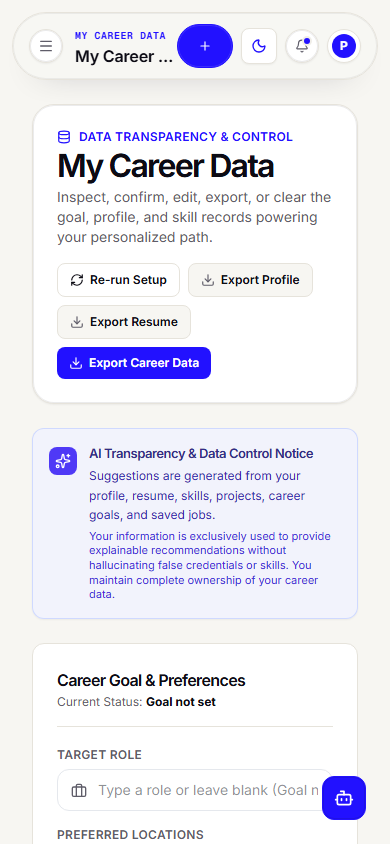 MY CAREER DATA
My Career ...
P
DATA TRANSPARENCY & CONTROL
My Career Data
Inspect, confirm, edit, export, or clear the
goal, profile, and skill records powering
your personalized path.
Re-run Setup
Export Profile
Export Resume
Export Career Data
AI Transparency & Data Control Notice
Suggestions are generated from your
profile, resume, skills, projects, career
goals, and saved jobs.
Your information is exclusively used to provide
explainable recommendations without
hallucinating false credentials or skills. You
maintain complete ownership of your career
data.
Career Goal & Preferences
Current Status: Goal not set
TARGET ROLE
Type a role or leave blank (Goal n
PREFERRED LOCATIONS